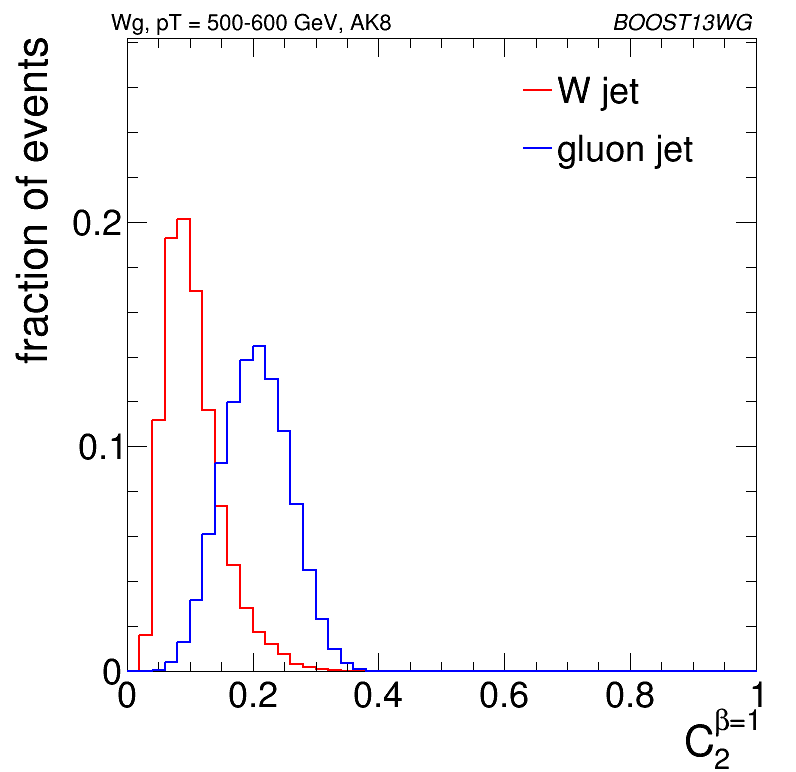 Wg, pT = 500-600 GeV, AK8
BOOST13WG
fraction of events
W jet
gluon jet
0.2
0.1
0
0 0.2 0.4 0.6 0.8 1
C₂^β=1